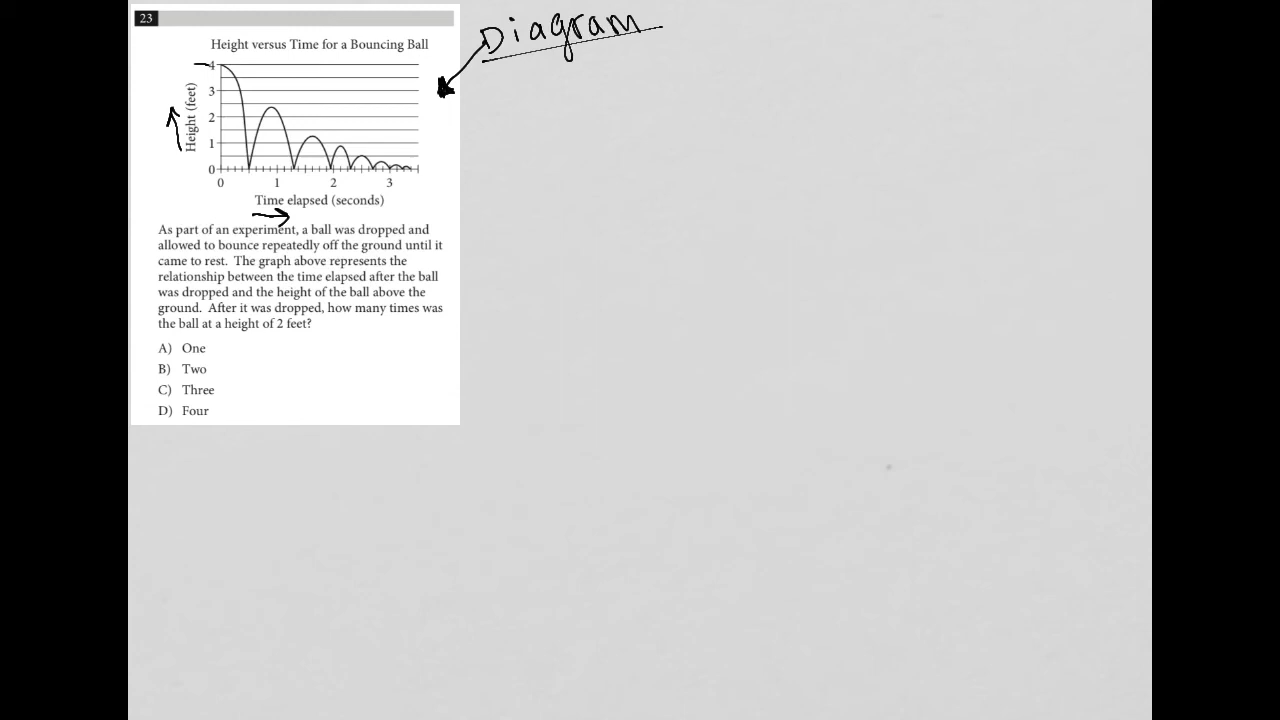 23
Diagram
Height versus Time for a Bouncing Ball
4
3
2
1
0
Height (feet)
0 1 2 3
Time elapsed (seconds)
As part of an experiment, a ball was dropped and
allowed to bounce repeatedly off the ground until it
came to rest. The graph above represents the
relationship between the time elapsed after the ball
was dropped and the height of the ball above the
ground. After it was dropped, how many times was
the ball at a height of 2 feet?
A) One
B) Two
C) Three
D) Four